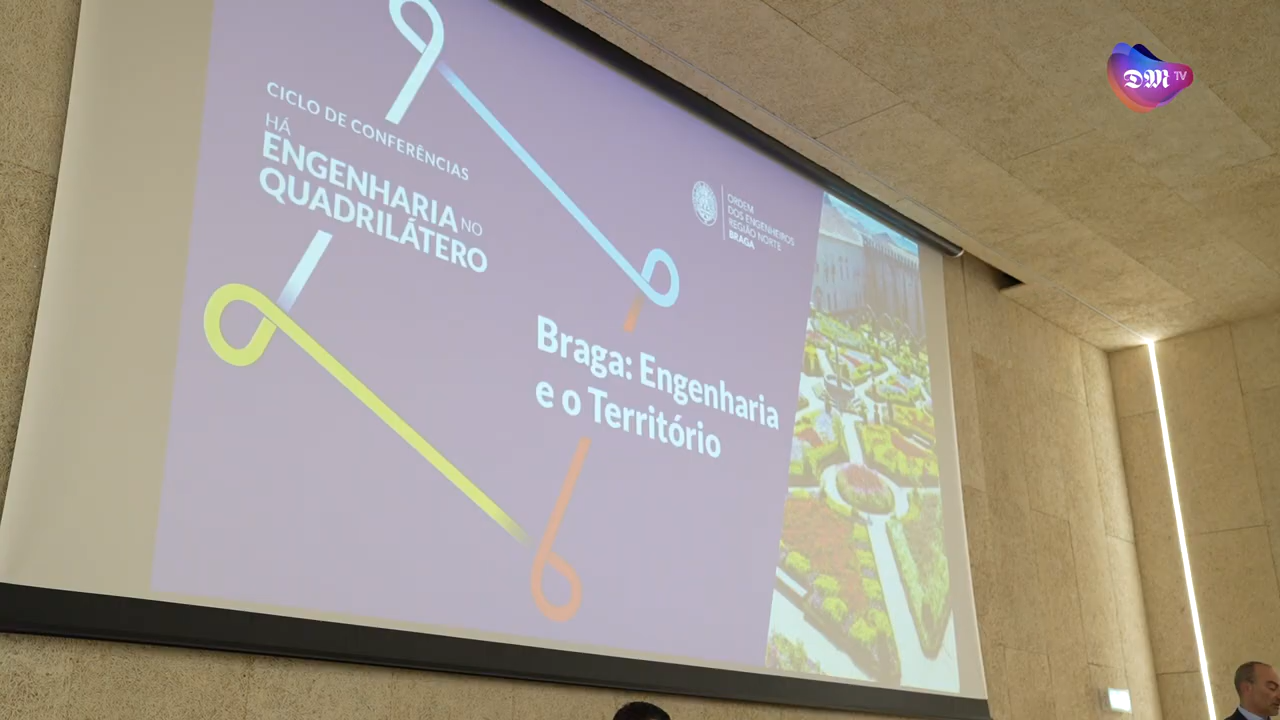 CICLO DE CONFERÊNCIAS
HÁ
ENGENHARIA NO
QUADRILÁTERO
ORDEM
DOS ENGENHEIROS
REGIÃO NORTE
BRAGA
Braga: Engenharia
e o Território
DM TV